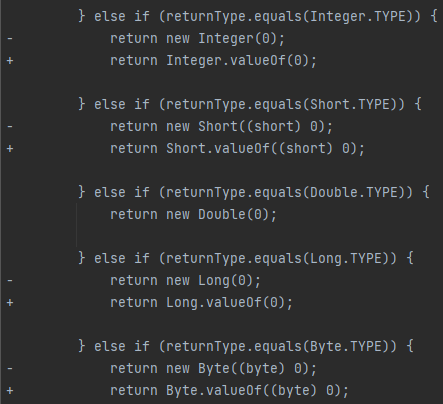 } else if (returnType.equals(Integer.TYPE)) {
- return new Integer(0);
+ return Integer.valueOf(0);
} else if (returnType.equals(Short.TYPE)) {
- return new Short((short) 0);
+ return Short.valueOf((short) 0);
} else if (returnType.equals(Double.TYPE)) {
return new Double(0);
} else if (returnType.equals(Long.TYPE)) {
- return new Long(0);
+ return Long.valueOf(0);
} else if (returnType.equals(Byte.TYPE)) {
- return new Byte((byte) 0);
+ return Byte.valueOf((byte) 0);